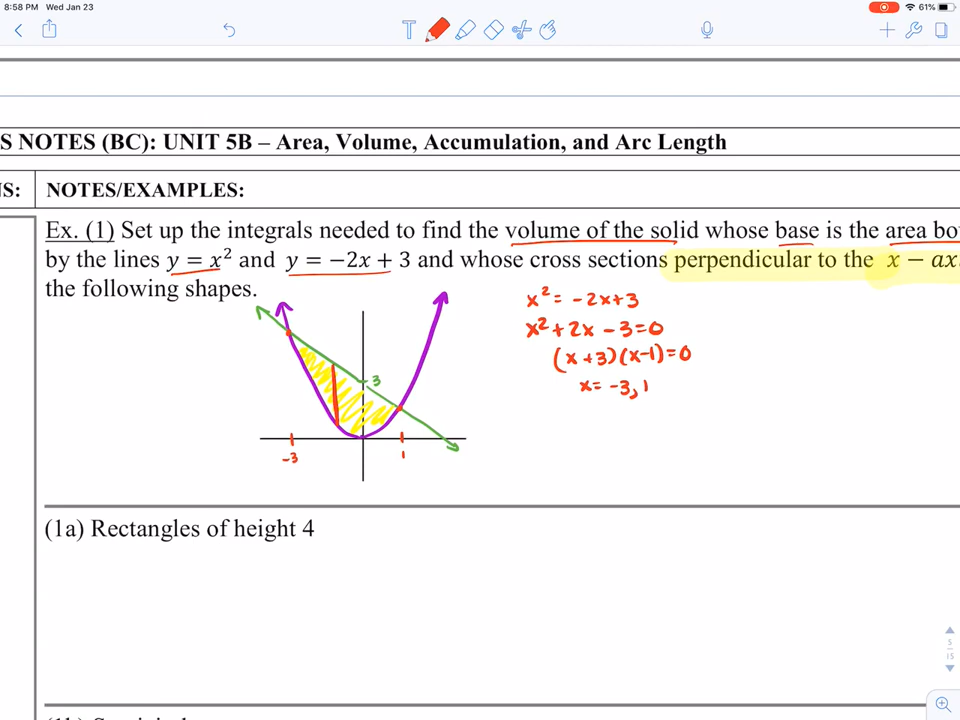 8:58 PM Wed Jan 23
61%
T
S NOTES (BC): UNIT 5B – Area, Volume, Accumulation, and Arc Length
NS:
NOTES/EXAMPLES:
Ex. (1) Set up the integrals needed to find the volume of the solid whose base is the area bo
by the lines y = x² and y = −2x + 3 and whose cross sections perpendicular to the x − ax
the following shapes.
x² = -2x+3
x² + 2x - 3 = 0
(x+3)(x-1) = 0
x = -3, 1
3
-3
1
(1a) Rectangles of height 4
5
15